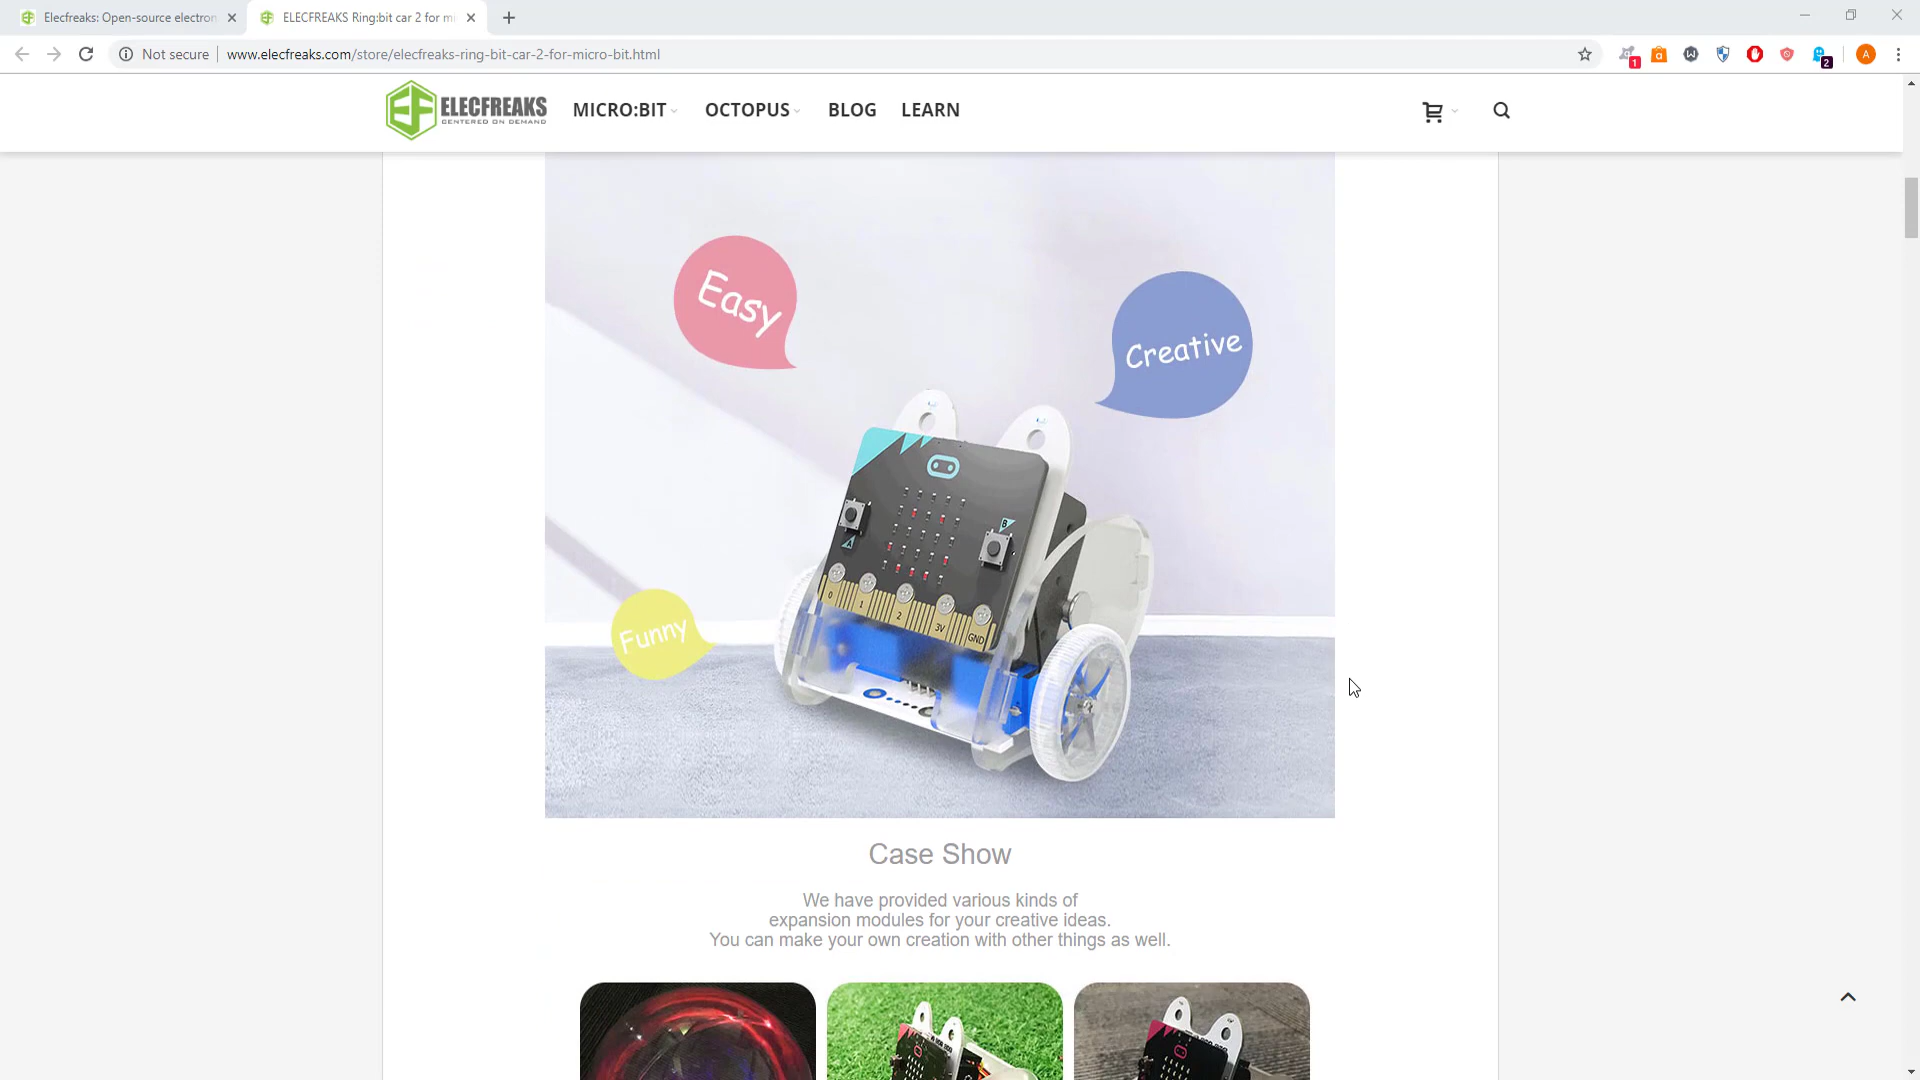 Elecfreaks: Open-source electron
ELECFREAKS Ring:bit car 2 for mi
Not secure
www.elecfreaks.com/store/elecfreaks-ring-bit-car-2-for-micro-bit.html
1
2
A
ELECFREAKS
CENTERED ON DEMAND
MICRO:BIT
OCTOPUS
BLOG
LEARN
Easy
Creative
B
A
0
1
2
3V
GND
Funny
Case Show
We have provided various kinds of
expansion modules for your creative ideas.
You can make your own creation with other things as well.